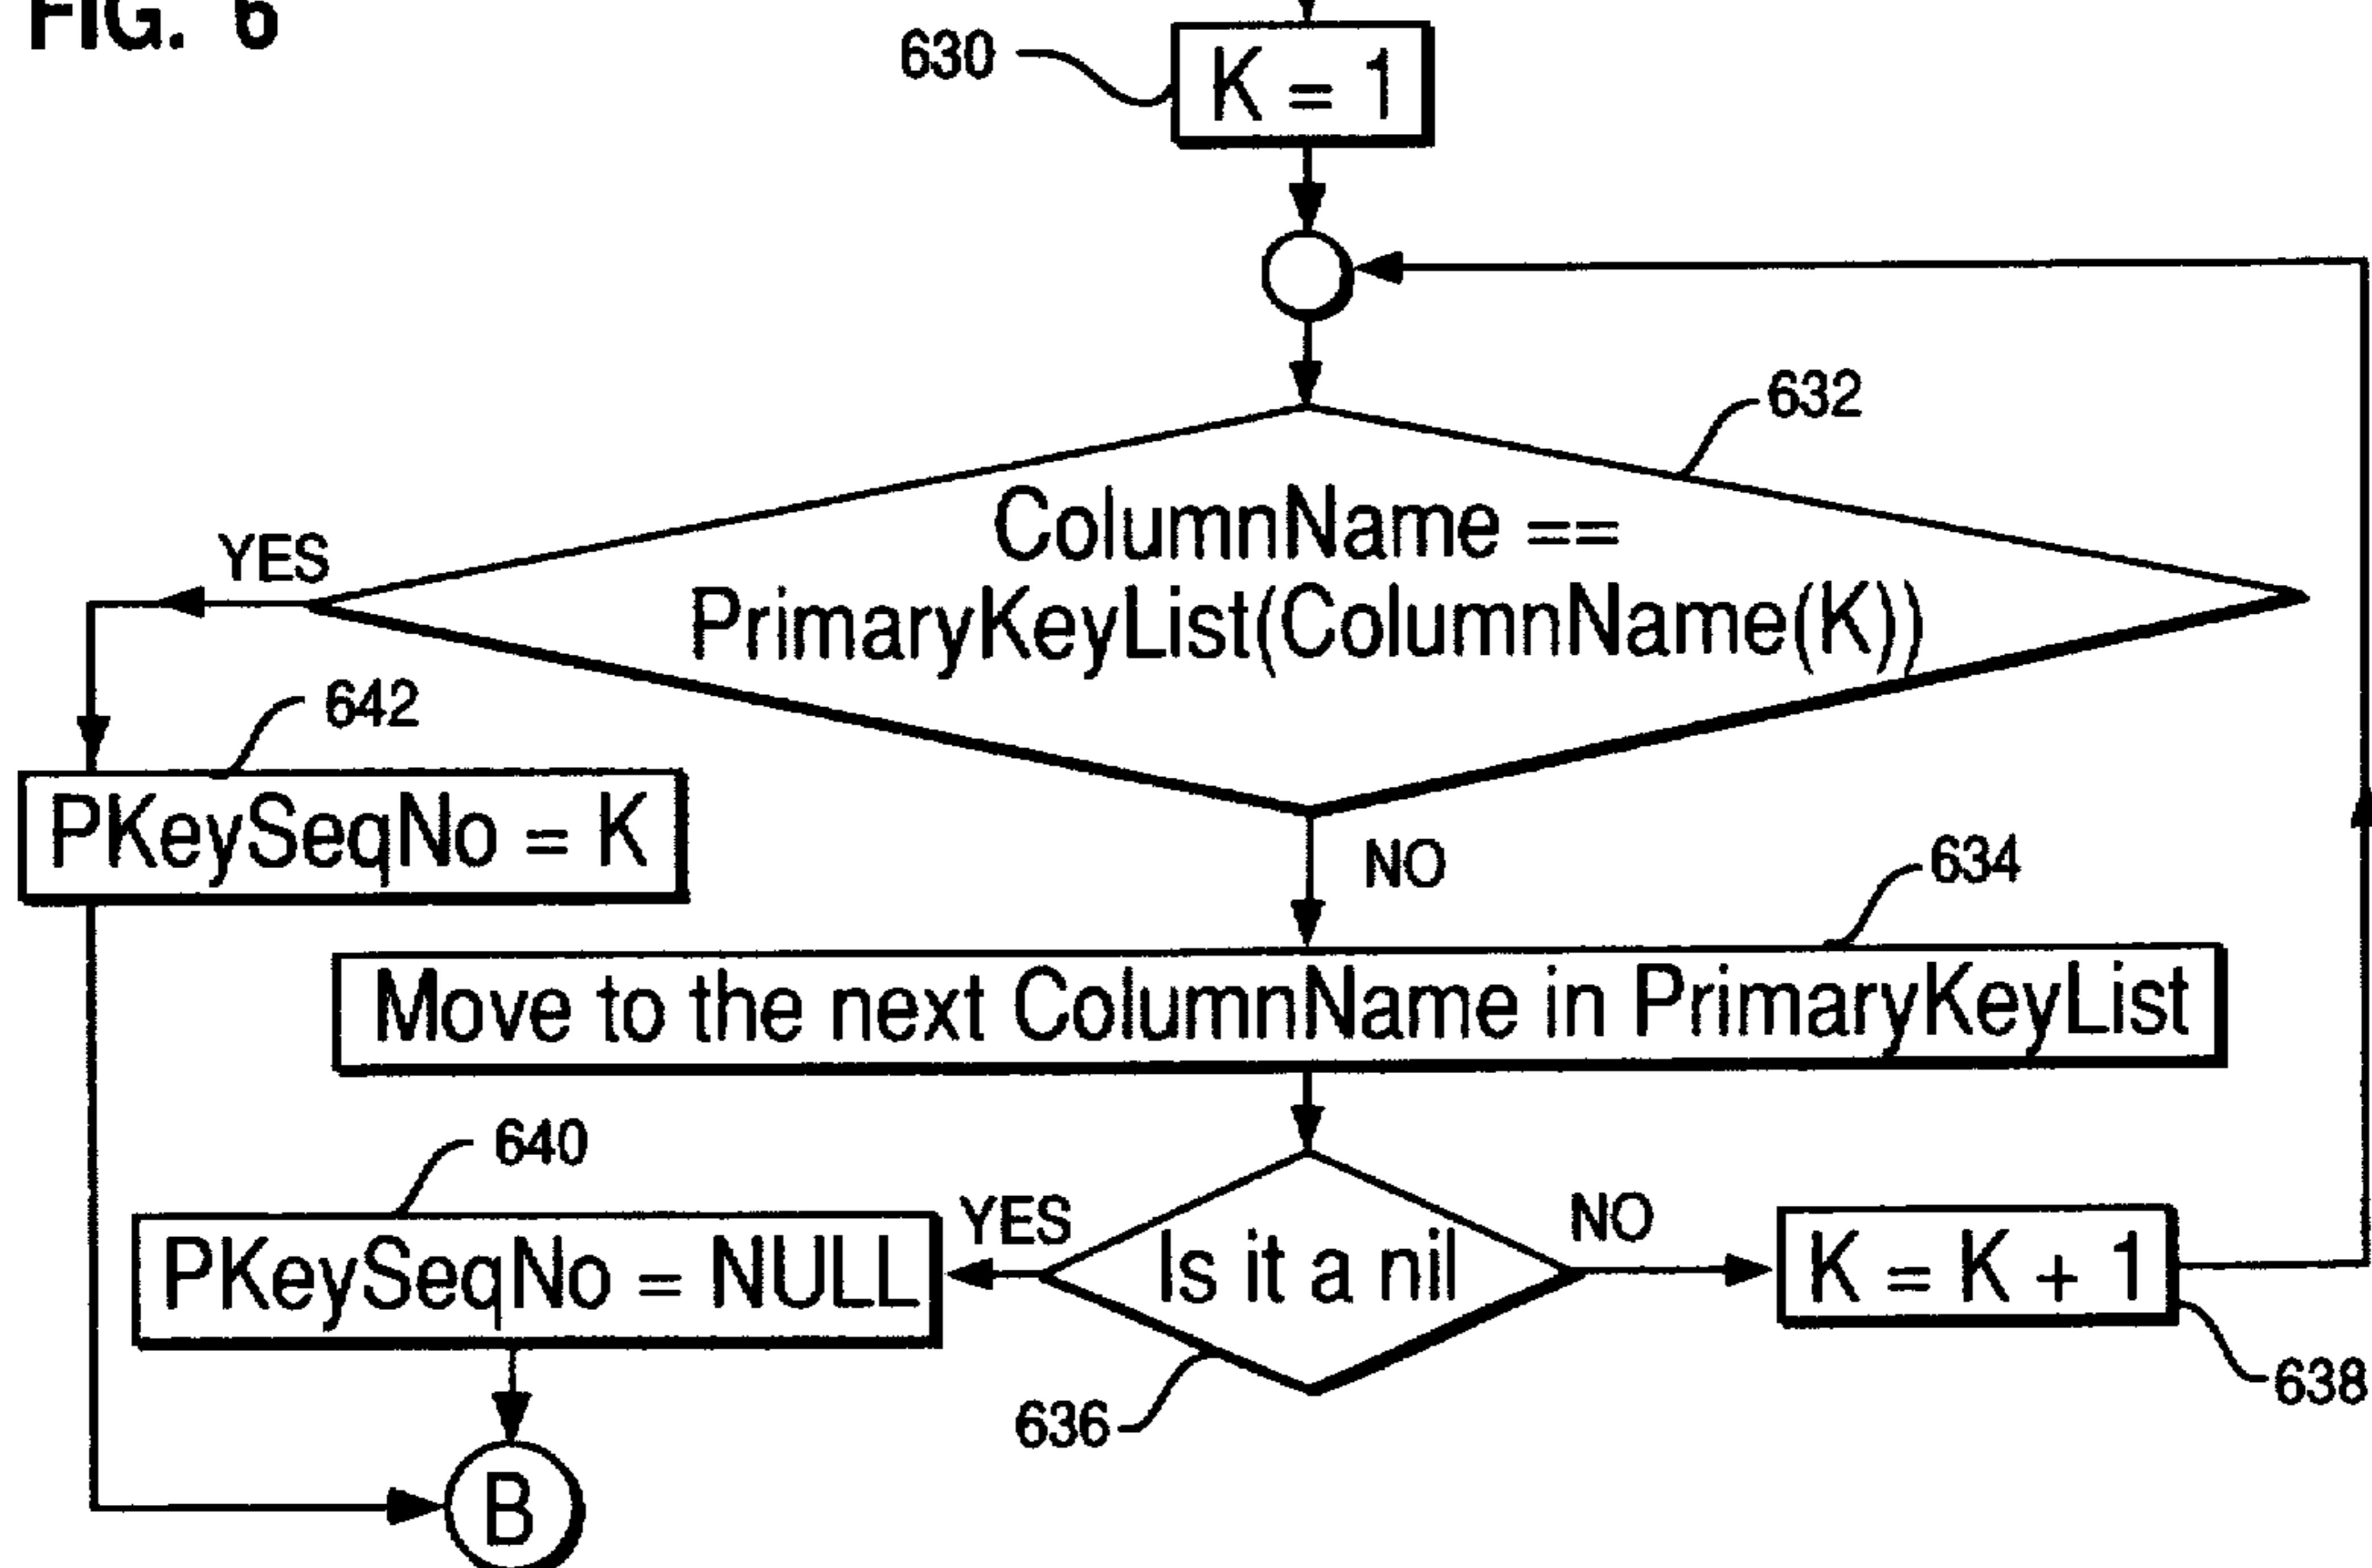 FIG. 6
630
K = 1
632
ColumnName ==
PrimaryKeyList(ColumnName(K))
YES
642
PKeySeqNo = K
NO
634
Move to the next ColumnName in PrimaryKeyList
640
YES
NO
PKeySeqNo = NULL
Is it a nil
K = K + 1
638
636
B